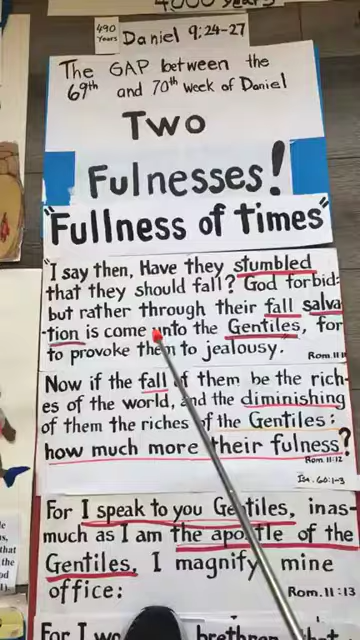 4000 years
490 Years Daniel 9:24-27
The GAP between the
69th and 70th Week of Daniel
Two
Fulnesses!
"Fullness of times"
"I say then, Have they stumbled
that they should fall? God forbid:
but rather through their fall salva
-tion is come unto the Gentiles, for
to provoke them to jealousy. Rom. 11:11
Now if the fall of them be the rich-
es of the world, and the diminishing
of them the riches of the Gentiles;
how much more their fulness?
Rom 11:12
Isa. 60:1-3
For I speak to you Gentiles, inas-
much as I am the apostle of the
Gentiles, I magnify mine
office: Rom. 11:13
that